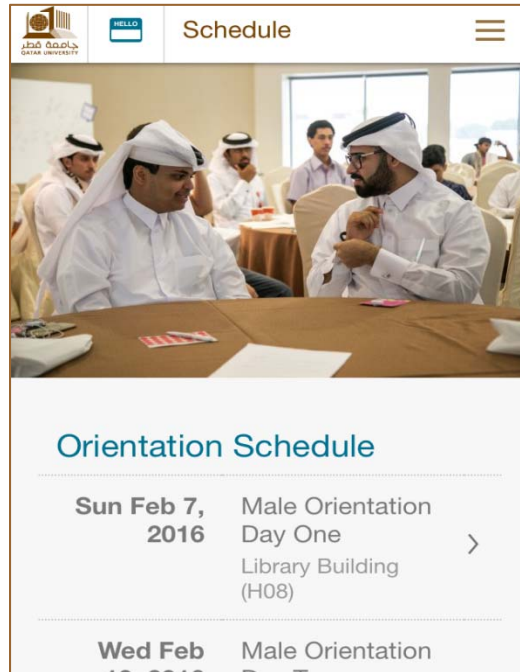 جامعة قطر
QATAR UNIVERSITY
HELLO
Schedule
Orientation Schedule
Sun Feb 7,
2016
Male Orientation
Day One
Library Building
(H08)
Wed Feb
Male Orientation